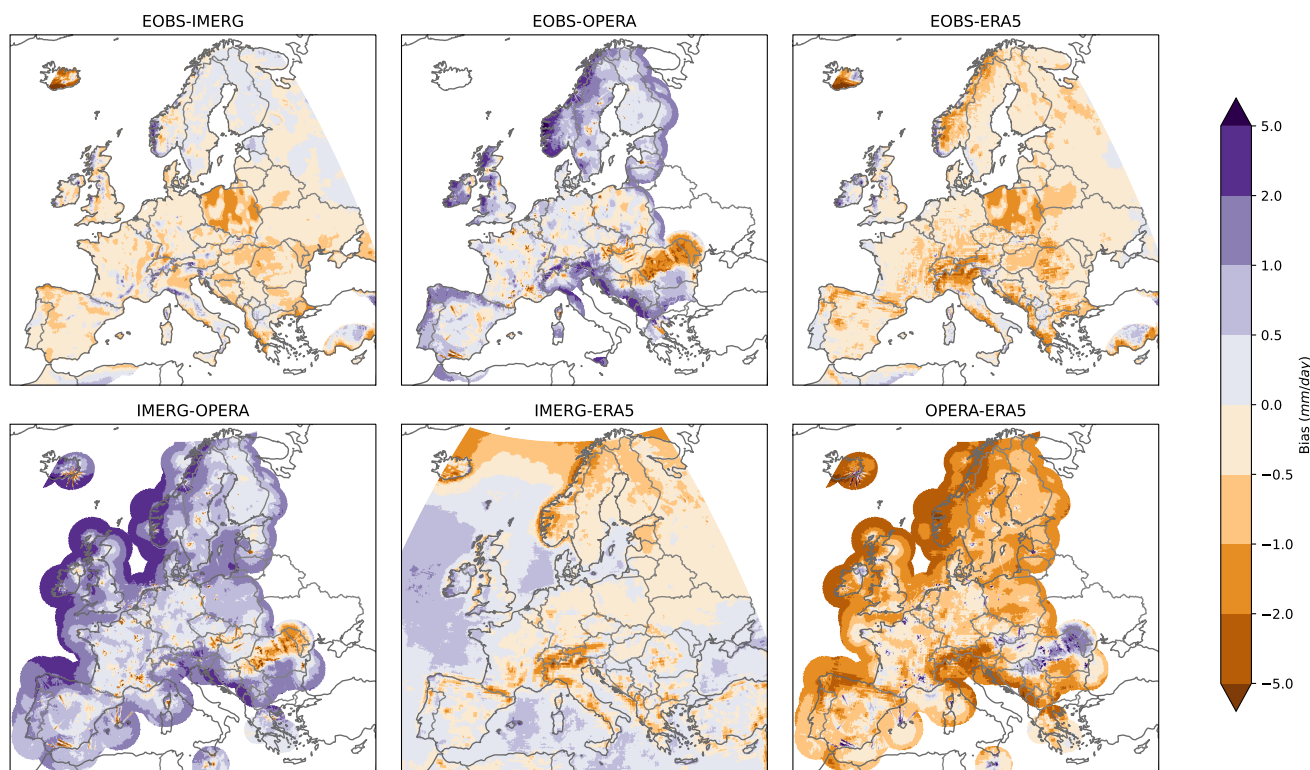 EOBS-IMERG
EOBS-OPERA
EOBS-ERA5
IMERG-OPERA
IMERG-ERA5
OPERA-ERA5
5.0
2.0
1.0
0.5
0.0
−0.5
−1.0
−2.0
−5.0
Bias (mm/day)